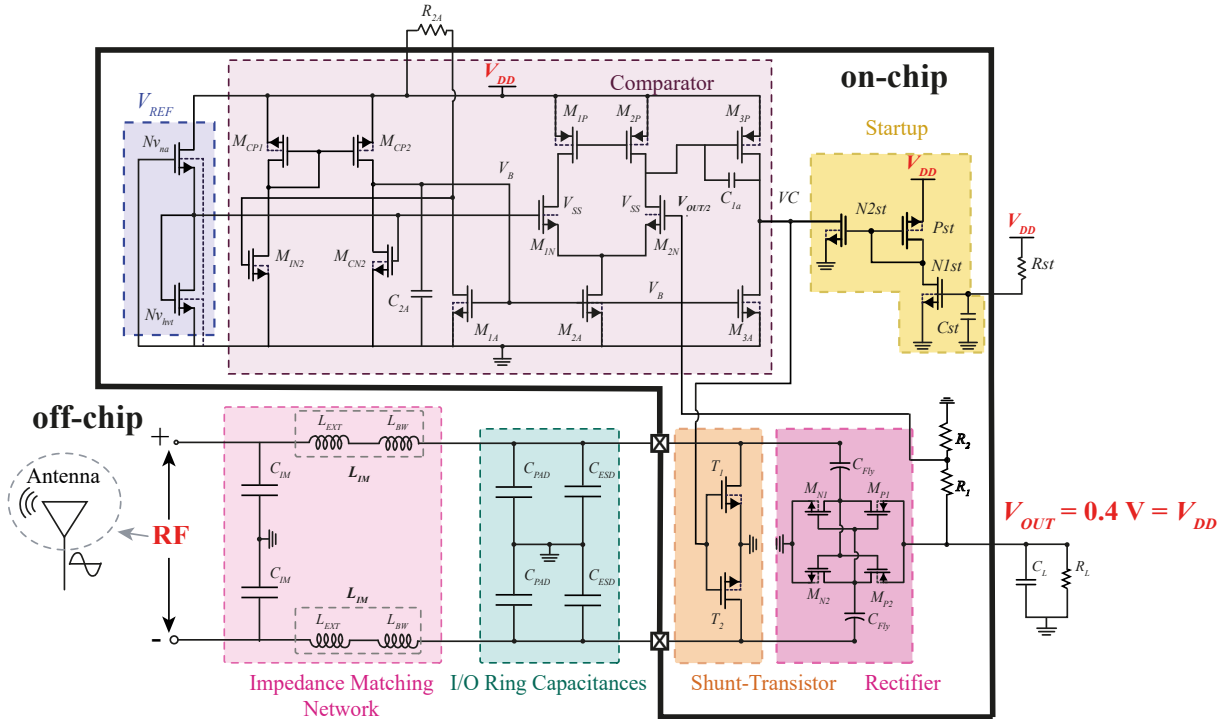 R2A
on-chip
Comparator
VDD
VREF
Startup
M1P
M2P
M3P
Nvna
MCP1
MCP2
VDD
VB
C1a
VC
N2st
Pst
VDD
VSS
VSS
VOUT/2
M1N
M2N
N1st
Rst
MIN2
MCN2
Nvhvt
C2A
VB
Cst
M1A
M2A
M3A
off-chip
LEXT
LBW
LIM
+
CIM
CPAD
CESD
T1
CFly
R2
R1
Antenna
MN1
MP1
RF
VOUT = 0.4 V = VDD
CIM
CPAD
CESD
MN2
MP2
CL
RL
LIM
T2
CFly
LEXT
LBW
-
Impedance Matching
Network
I/O Ring Capacitances
Shunt-Transistor
Rectifier